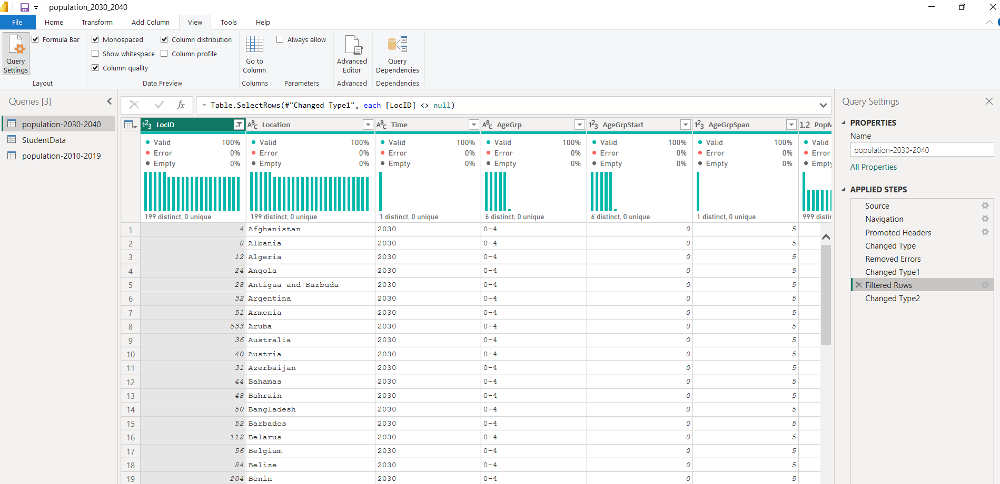 population_2030_2040
File Home Transform Add Column View Tools Help
Query Settings
Formula Bar
Layout
Monospaced
Show whitespace
Column quality
Column distribution
Column profile
Data Preview
Go to Column
Columns
Always allow
Parameters
Advanced Editor
Advanced
Query Dependencies
Dependencies
Queries [3]
population-2030-2040
StudentData
population-2010-2019
fx = Table.SelectRows(#"Changed Type1", each [LocID] <> null)
1²3 LocID ABC Location ABC Time ABC AgeGrp 1²3 AgeGrpStart 1²3 AgeGrpSpan 1.2 PopM
Valid 100% Valid 100% Valid 100% Valid 100% Valid 100% Valid 100% Valid
Error 0% Error 0% Error 0% Error 0% Error 0% Error 0% Error
Empty 0% Empty 0% Empty 0% Empty 0% Empty 0% Empty 0% Empty
199 distinct, 0 unique 199 distinct, 0 unique 1 distinct, 0 unique 6 distinct, 0 unique 6 distinct, 0 unique 1 distinct, 0 unique 999 distin
1 4 Afghanistan 2030 0-4 0 5
2 8 Albania 2030 0-4 0 5
3 12 Algeria 2030 0-4 0 5
4 24 Angola 2030 0-4 0 5
5 28 Antigua and Barbuda 2030 0-4 0 5
6 32 Argentina 2030 0-4 0 5
7 51 Armenia 2030 0-4 0 5
8 533 Aruba 2030 0-4 0 5
9 36 Australia 2030 0-4 0 5
10 40 Austria 2030 0-4 0 5
11 31 Azerbaijan 2030 0-4 0 5
12 44 Bahamas 2030 0-4 0 5
13 48 Bahrain 2030 0-4 0 5
14 50 Bangladesh 2030 0-4 0 5
15 52 Barbados 2030 0-4 0 5
16 112 Belarus 2030 0-4 0 5
17 56 Belgium 2030 0-4 0 5
18 84 Belize 2030 0-4 0 5
19 204 Benin 2030 0-4 0 5
Query Settings
PROPERTIES
Name
population-2030-2040
All Properties
APPLIED STEPS
Source
Navigation
Promoted Headers
Changed Type
Removed Errors
Changed Type1
Filtered Rows
Changed Type2